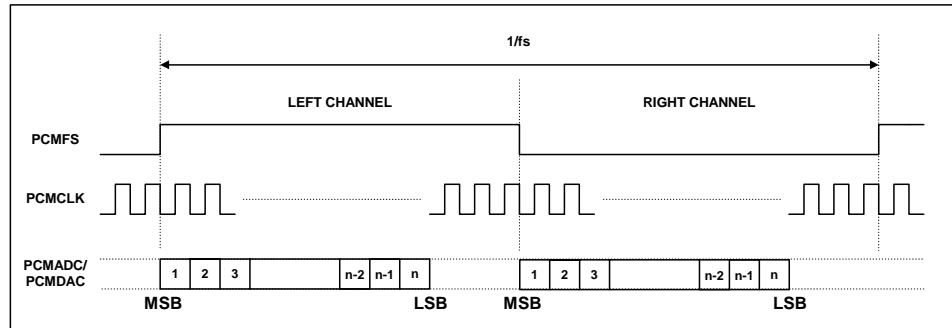 1/fs
LEFT CHANNEL RIGHT CHANNEL
PCMFS
PCMCLK
PCMADC/
PCMDAC
1 2 3 n-2 n-1 n 1 2 3 n-2 n-1 n
MSB LSB MSB LSB